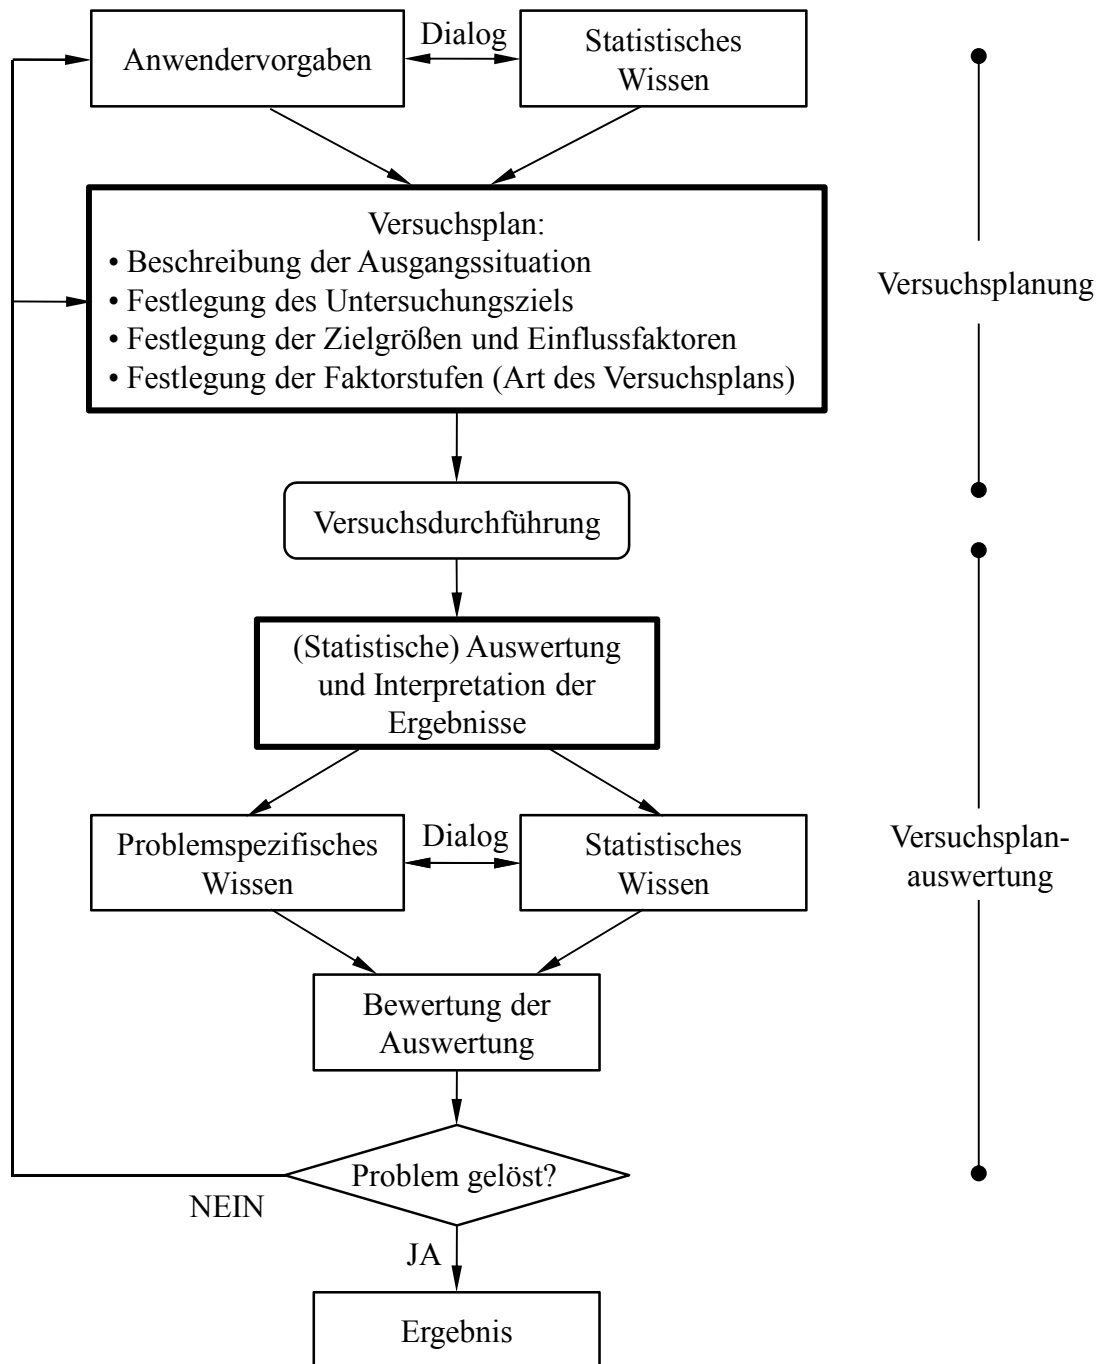 Anwendervorgaben
Dialog
Statistisches
Wissen
Versuchsplan:
• Beschreibung der Ausgangssituation
• Festlegung des Untersuchungsziels
• Festlegung der Zielgrößen und Einflussfaktoren
• Festlegung der Faktorstufen (Art des Versuchsplans)
Versuchsplanung
Versuchsdurchführung
(Statistische) Auswertung
und Interpretation der
Ergebnisse
Problemspezifisches
Wissen
Dialog
Statistisches
Wissen
Versuchsplan-
auswertung
Bewertung der
Auswertung
Problem gelöst?
NEIN
JA
Ergebnis